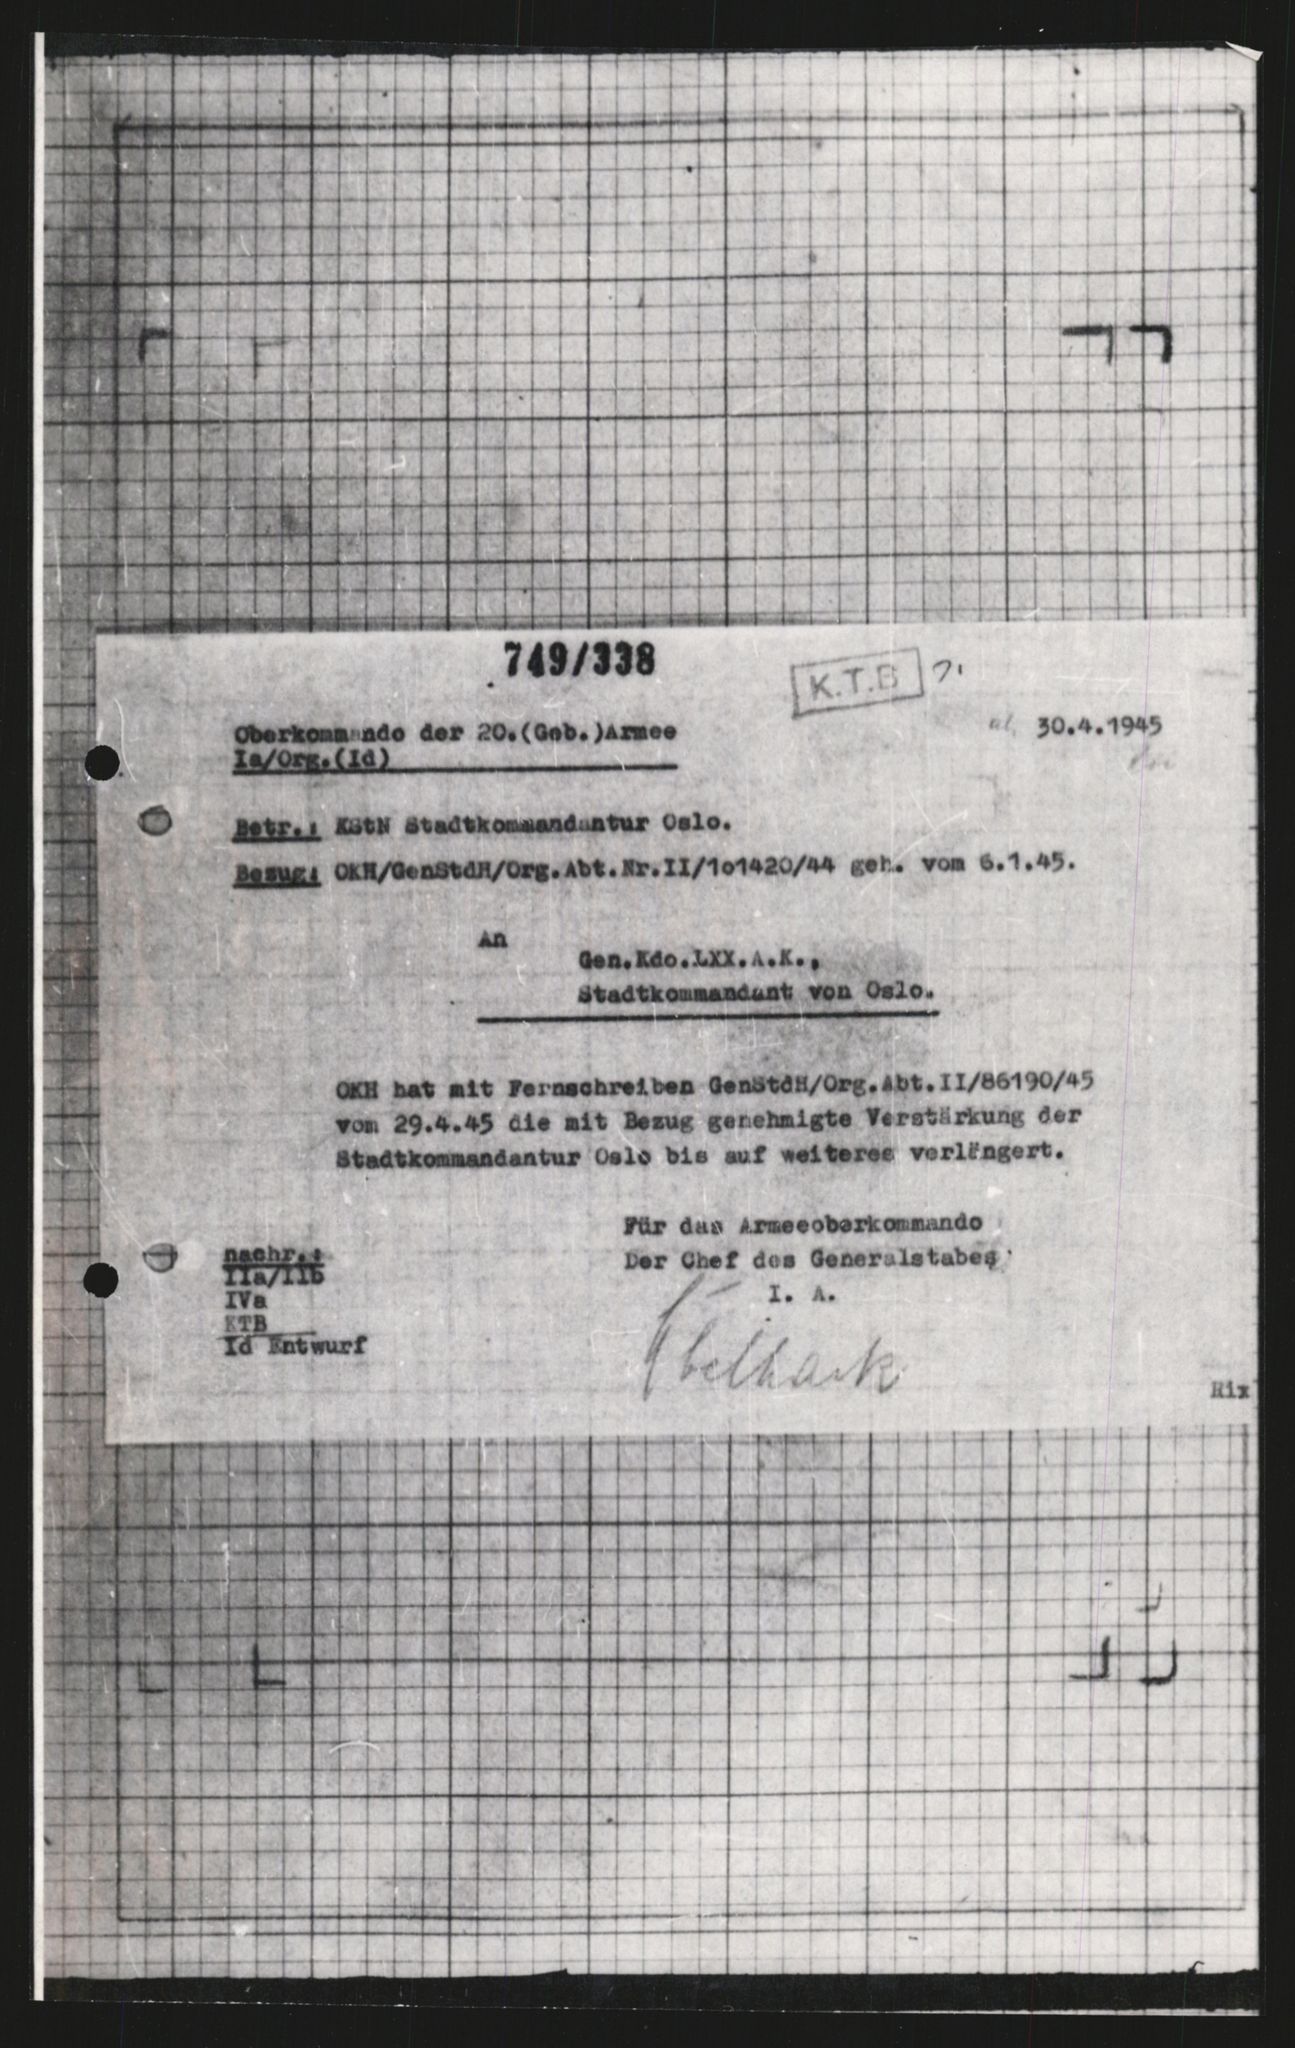 749/338
K.T.B
Oberkommando der 20.(Geb.)Armee
30.4.1945
Ia/Org.(Id)
Betr.: KStN Stadtkommandantur Oslo.
Bezug: OKH/GenStdH/Org.Abt.Nr.II/1o1420/44 geh. vom 6.1.45.
An
Gen.Kdo.LXX.A.K.,
Stadtkommandant von Oslo.
OKH hat mit Fernschreiben GenStdH/Org.Abt.II/86190/45
vom 29.4.45 die mit Bezug genehmigte Verstärkung der
Stadtkommandantur Oslo bis auf weiteres verlängert.
Für das Armeeoberkommando
Der Chef des Generalstabes
I. A.
nachr.:
IIa/IIb
IVa
KTB
Id Entwurf
Rix